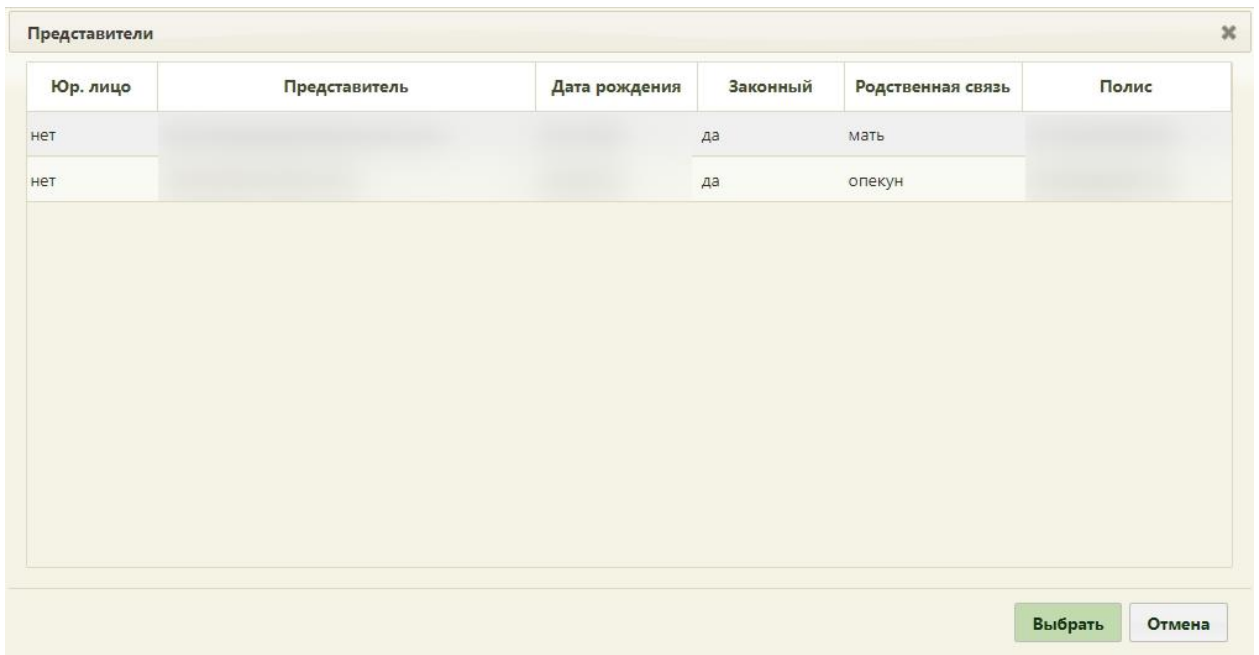 Представители
Юр. лицо Представитель Дата рождения Законный Родственная связь Полис
нет да мать
нет да опекун
Выбрать Отмена